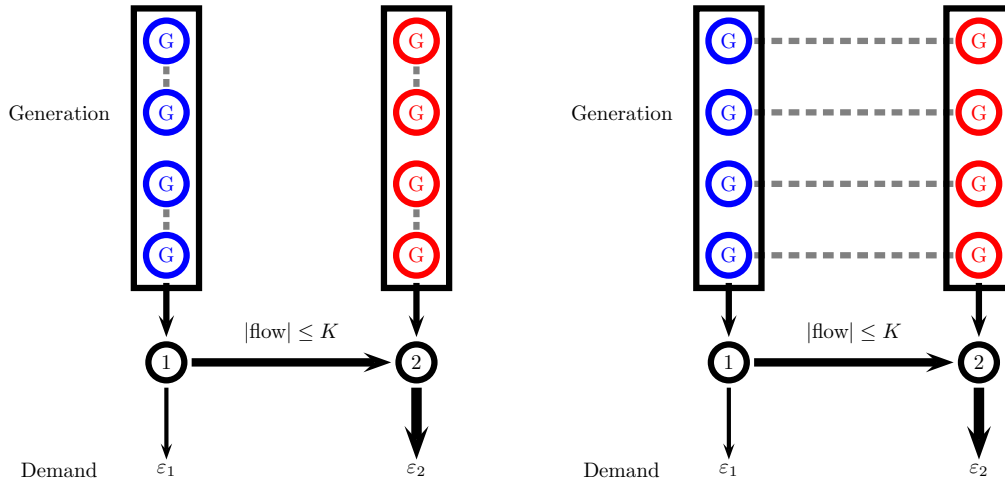 G G G G
Generation G G Generation G G
G G G G
G G G G
|flow| ≤ K |flow| ≤ K
1 2 1 2
Demand ε₁ ε₂ Demand ε₁ ε₂